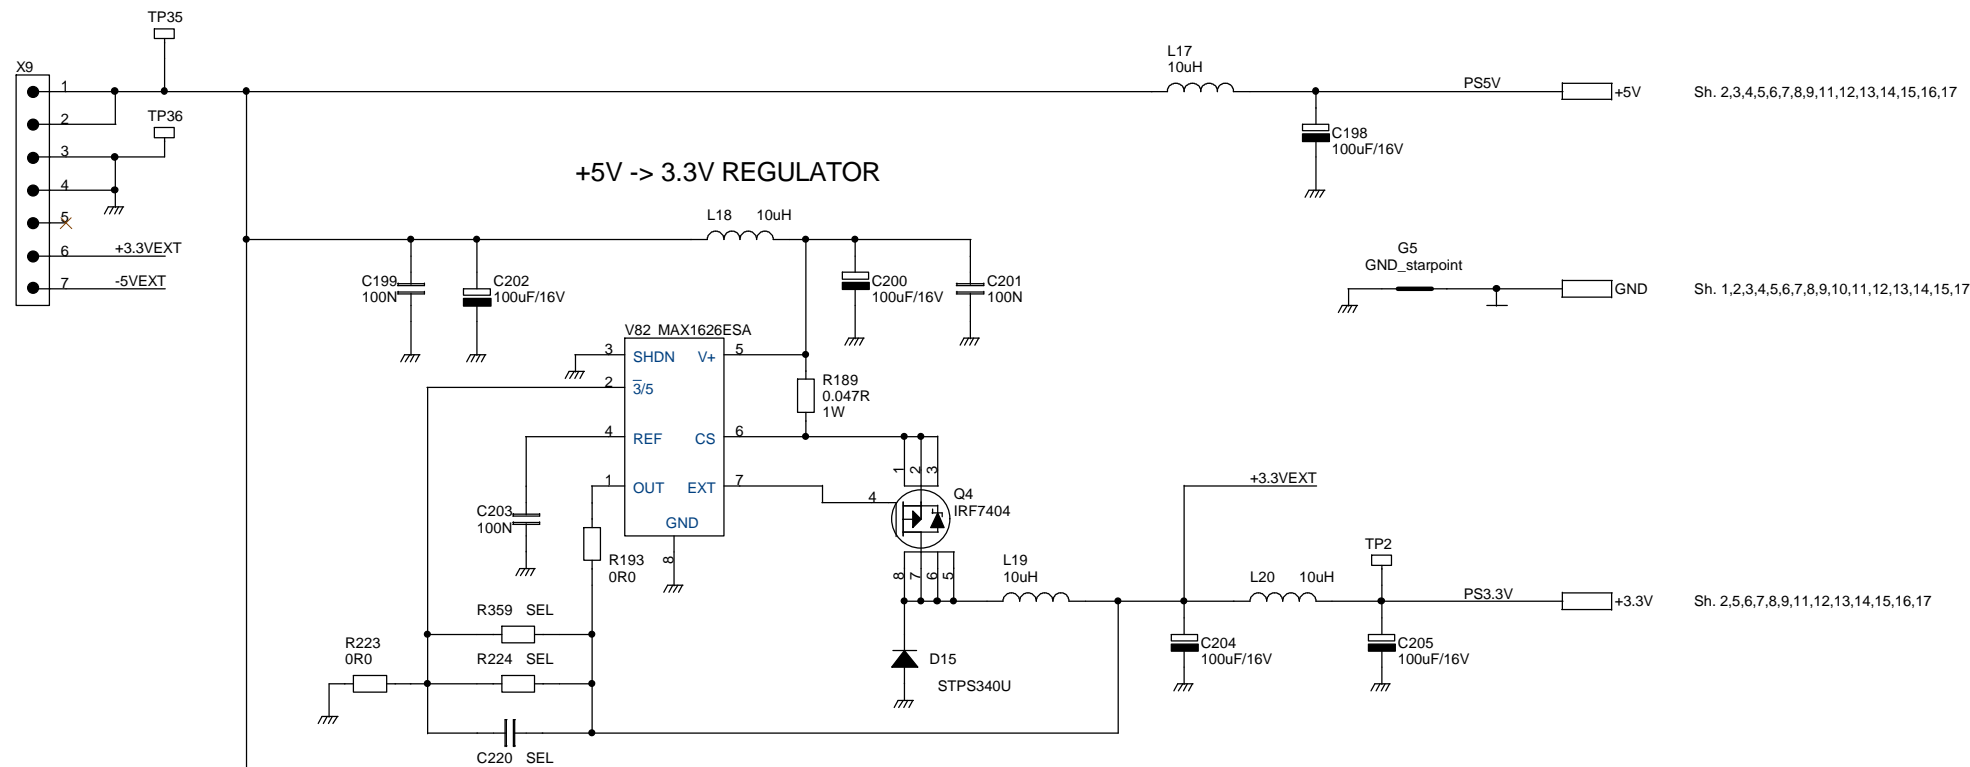 TP35
X9
1
2
3
4
5
6
7
TP36
+3.3VEXT
-5VEXT
L17
10uH
PS5V
+5V
Sh. 2,3,4,5,6,7,8,9,11,12,13,14,15,16,17
C198
100uF/16V
+5V -> 3.3V REGULATOR
L18 10uH
C199
100N
C202
100uF/16V
C200
100uF/16V
C201
100N
G5
GND_starpoint
GND
Sh. 1,2,3,4,5,6,7,8,9,10,11,12,13,14,15,17
V82 MAX1626ESA
3 SHDN V+ 5
2 3̅/5
4 REF CS 6
1 OUT EXT 7
GND
8
R189
0.047R
1W
C203
100N
R193
0R0
1 2 3
4
Q4
IRF7404
8 7 6 5
+3.3VEXT
L19
10uH
L20 10uH
TP2
PS3.3V
+3.3V
Sh. 2,5,6,7,8,9,11,12,13,14,15,16,17
R359 SEL
R223
0R0
R224 SEL
C220 SEL
D15
STPS340U
C204
100uF/16V
C205
100uF/16V